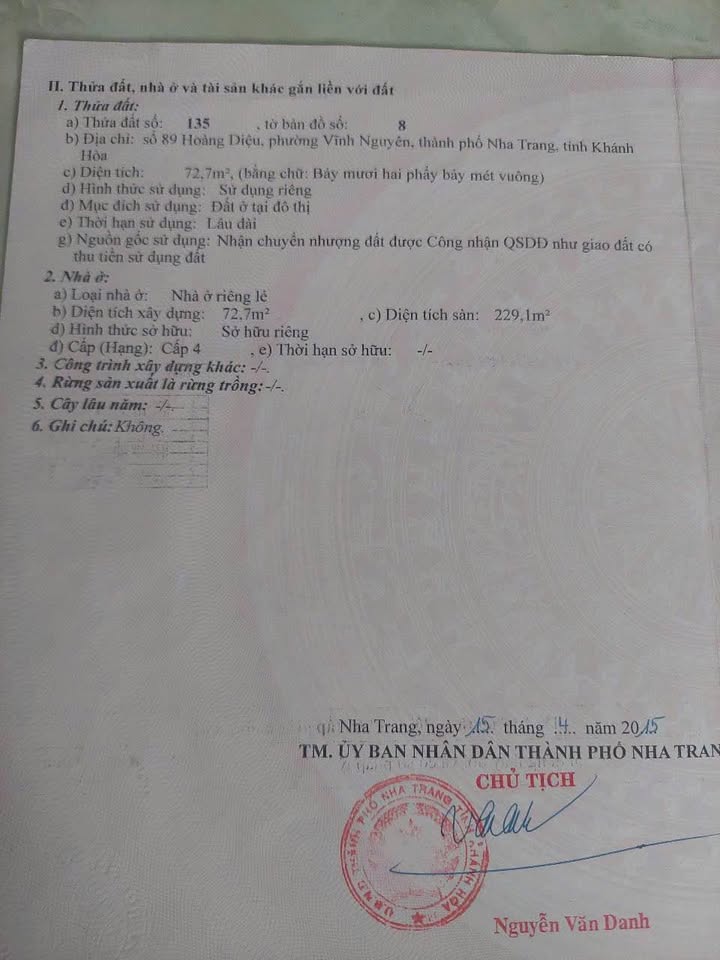 II. Thửa đất, nhà ở và tài sản khác gắn liền với đất
1. Thửa đất:
a) Thửa đất số: 135 , tờ bản đồ số: 8
b) Địa chỉ: số 89 Hoàng Diệu, phường Vĩnh Nguyên, thành phố Nha Trang, tỉnh Khánh
Hòa
c) Diện tích: 72,7m², (bằng chữ: Bảy mươi hai phẩy bảy mét vuông)
d) Hình thức sử dụng: Sử dụng riêng
đ) Mục đích sử dụng: Đất ở tại đô thị
e) Thời hạn sử dụng: Lâu dài
g) Nguồn gốc sử dụng: Nhận chuyển nhượng đất được Công nhận QSDĐ như giao đất có
thu tiền sử dụng đất
2. Nhà ở:
a) Loại nhà ở: Nhà ở riêng lẻ
b) Diện tích xây dựng: 72,7m² , c) Diện tích sàn: 229,1m²
d) Hình thức sở hữu: Sở hữu riêng
đ) Cấp (Hạng): Cấp 4 , e) Thời hạn sở hữu: -/-
3. Công trình xây dựng khác: -/-.
4. Rừng sản xuất là rừng trồng: -/-.
5. Cây lâu năm: -/-.
6. Ghi chú: Không.
Nha Trang, ngày 15 tháng 4 năm 2015
TM. ỦY BAN NHÂN DÂN THÀNH PHỐ NHA TRAN
CHỦ TỊCH
U.B.N.D THÀNH PHỐ NHA TRANG KHÁNH HÒA
Nguyễn Văn Danh